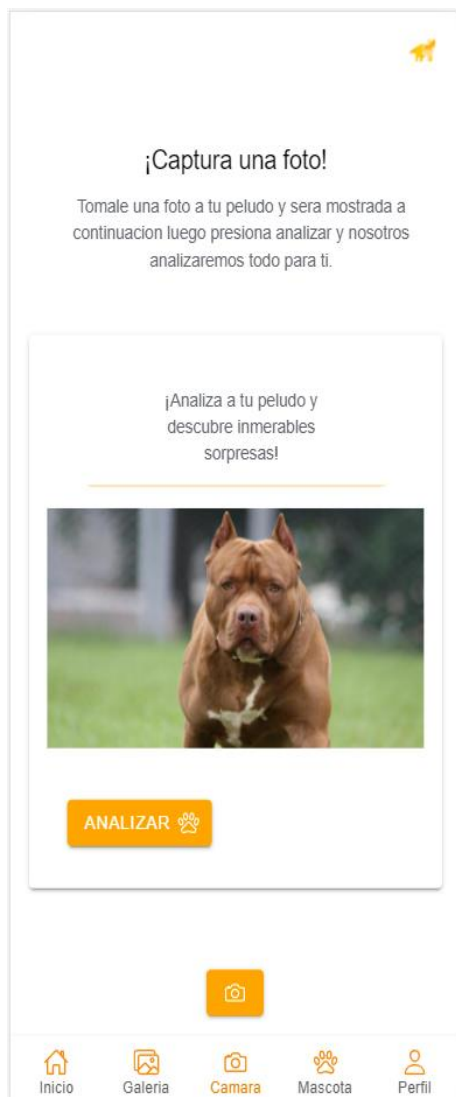 ¡Captura una foto!
Tomale una foto a tu peludo y sera mostrada a
continuacion luego presiona analizar y nosotros
analizaremos todo para ti.
¡Analiza a tu peludo y
descubre inmerables
sorpresas!
ANALIZAR
Inicio Galeria Camara Mascota Perfil